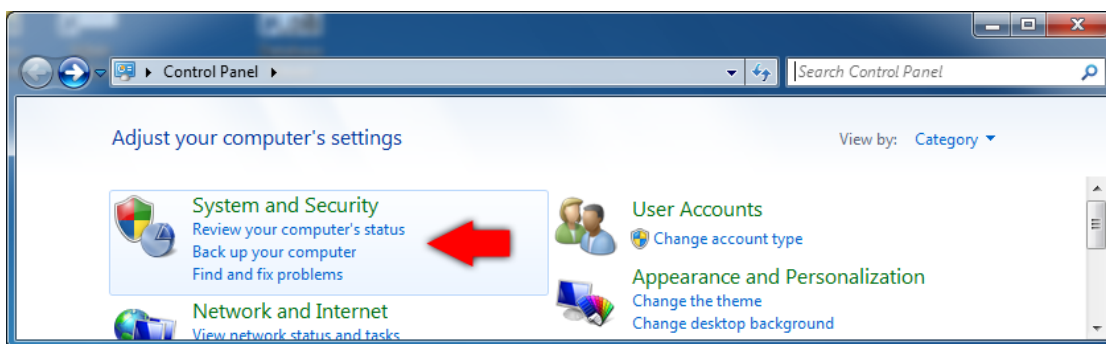 Control Panel
Search Control Panel
Adjust your computer's settings
View by: Category
System and Security
Review your computer's status
Back up your computer
Find and fix problems
Network and Internet
View network status and tasks
User Accounts
Change account type
Appearance and Personalization
Change the theme
Change desktop background